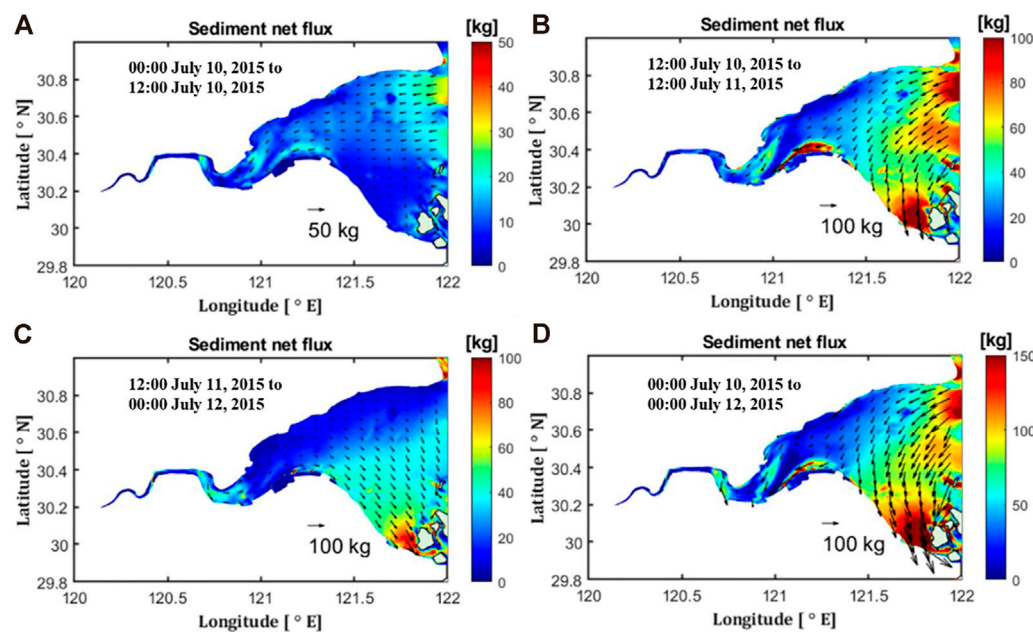 A
Sediment net flux
[kg]
00:00 July 10, 2015 to
12:00 July 10, 2015
50 kg
Latitude [ ° N]
30.8
30.6
30.4
30.2
30
29.8
120
120.5
121
121.5
122
Longitude [ ° E]
50
40
30
20
10
0
B
Sediment net flux
[kg]
12:00 July 10, 2015 to
12:00 July 11, 2015
100 kg
Latitude [ ° N]
30.8
30.6
30.4
30.2
30
29.8
120
120.5
121
121.5
122
Longitude [ ° E]
100
80
60
40
20
0
C
Sediment net flux
[kg]
12:00 July 11, 2015 to
00:00 July 12, 2015
100 kg
Latitude [ ° N]
30.8
30.6
30.4
30.2
30
29.8
120
120.5
121
121.5
122
Longitude [ ° E]
100
80
60
40
20
0
D
Sediment net flux
[kg]
00:00 July 10, 2015 to
00:00 July 12, 2015
100 kg
Latitude [ ° N]
30.8
30.6
30.4
30.2
30
29.8
120
120.5
121
121.5
122
Longitude [ ° E]
150
100
50
0